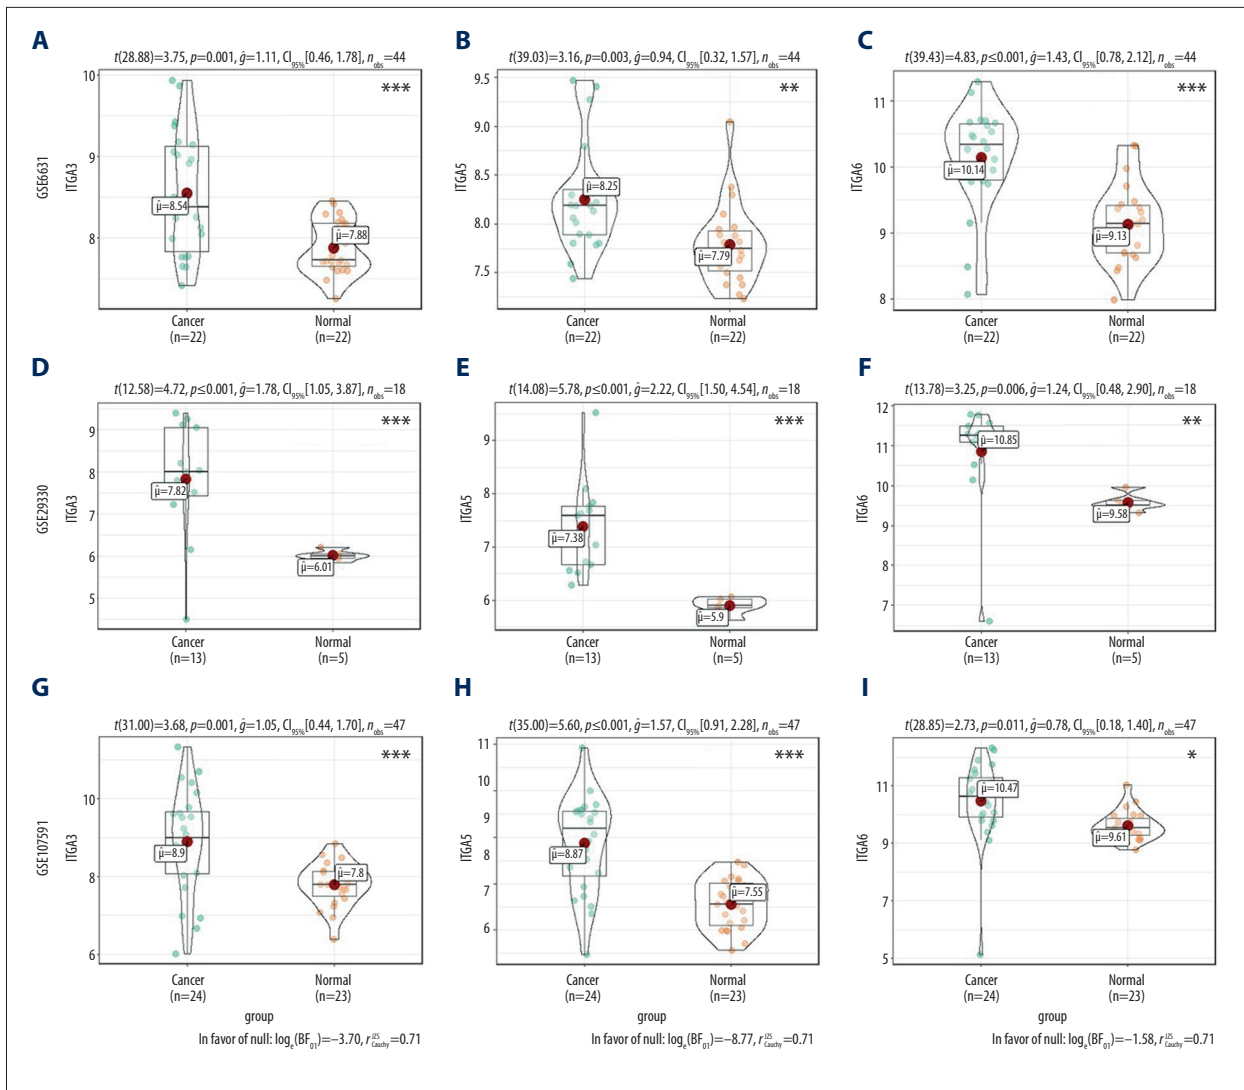 A
B
C
t(28.88)=3.75, p=0.001, ĝ=1.11, CI95%[0.46, 1.78], nobs=44
t(39.03)=3.16, p=0.003, ĝ=0.94, CI95%[0.32, 1.57], nobs=44
t(39.43)=4.83, p≤0.001, ĝ=1.43, CI95%[0.78, 2.12], nobs=44
GSE6631
ITGA3
10
9
8
***
μ̂=8.54
μ̂=7.88
Cancer
(n=22)
Normal
(n=22)
ITGA5
9.5
9.0
8.5
8.0
7.5
**
μ̂=8.25
μ̂=7.79
Cancer
(n=22)
Normal
(n=22)
ITGA6
11
10
9
8
***
μ̂=10.14
μ̂=9.13
Cancer
(n=22)
Normal
(n=22)
D
E
F
t(12.58)=4.72, p≤0.001, ĝ=1.78, CI95%[1.05, 3.87], nobs=18
t(14.08)=5.78, p≤0.001, ĝ=2.22, CI95%[1.50, 4.54], nobs=18
t(13.78)=3.25, p=0.006, ĝ=1.24, CI95%[0.48, 2.90], nobs=18
GSE29330
ITGA3
9
8
7
6
5
***
μ̂=7.82
μ̂=6.01
Cancer
(n=13)
Normal
(n=5)
ITGA5
9
8
7
6
***
μ̂=7.38
μ̂=5.9
Cancer
(n=13)
Normal
(n=5)
ITGA6
12
11
10
9
8
7
**
μ̂=10.85
μ̂=9.58
Cancer
(n=13)
Normal
(n=5)
G
H
I
t(31.00)=3.68, p=0.001, ĝ=1.05, CI95%[0.44, 1.70], nobs=47
t(35.00)=5.60, p≤0.001, ĝ=1.57, CI95%[0.91, 2.28], nobs=47
t(28.85)=2.73, p=0.011, ĝ=0.78, CI95%[0.18, 1.40], nobs=47
GSE107591
ITGA3
10
8
6
***
μ̂=8.9
μ̂=7.8
Cancer
(n=24)
Normal
(n=23)
group
In favor of null: loge(BF01)=−3.70, rJZSCauchy=0.71
ITGA5
11
10
9
8
7
6
***
μ̂=8.87
μ̂=7.55
Cancer
(n=24)
Normal
(n=23)
In favor of null: loge(BF01)=−8.77, rJZSCauchy=0.71
ITGA6
11
9
7
5
*
μ̂=10.47
μ̂=9.61
Cancer
(n=24)
Normal
(n=23)
group
In favor of null: loge(BF01)=−1.58, rJZSCauchy=0.71